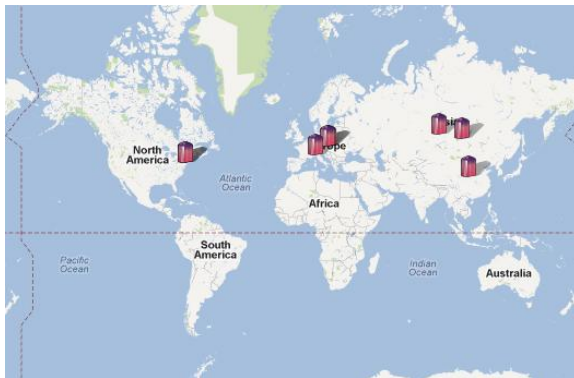 North
America
Atlantic
Ocean
Africa
South
America
Pacific
Ocean
Indian
Ocean
Australia